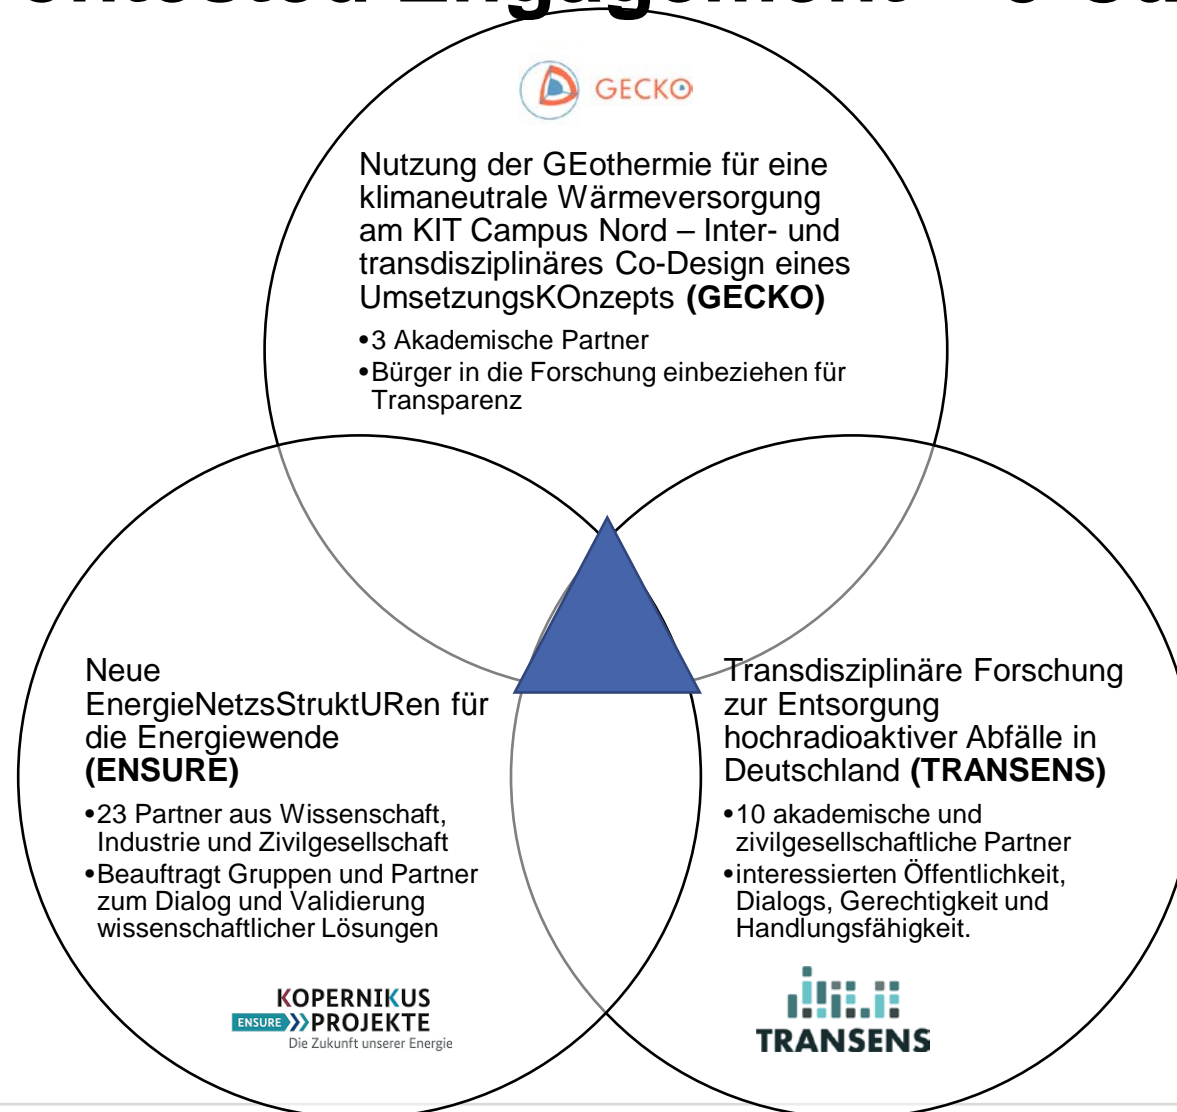 ontested Engagement
GECKO
Nutzung der GEothermie für eine
klimaneutrale Wärmeversorgung
am KIT Campus Nord – Inter- und
transdisziplinäres Co-Design eines
UmsetzungsKOnzepts (GECKO)
•3 Akademische Partner
•Bürger in die Forschung einbeziehen für
Transparenz
Neue
EnergieNetzsStruktURen für
die Energiewende
(ENSURE)
•23 Partner aus Wissenschaft,
Industrie und Zivilgesellschaft
•Beauftragt Gruppen und Partner
zum Dialog und Validierung
wissenschaftlicher Lösungen
KOPERNIKUS
ENSURE PROJEKTE
Die Zukunft unserer Energie
Transdisziplinäre Forschung
zur Entsorgung
hochradioaktiver Abfälle in
Deutschland (TRANSENS)
•10 akademische und
zivilgesellschaftliche Partner
•interessierten Öffentlichkeit,
Dialogs, Gerechtigkeit und
Handlungsfähigkeit.
TRANSENS